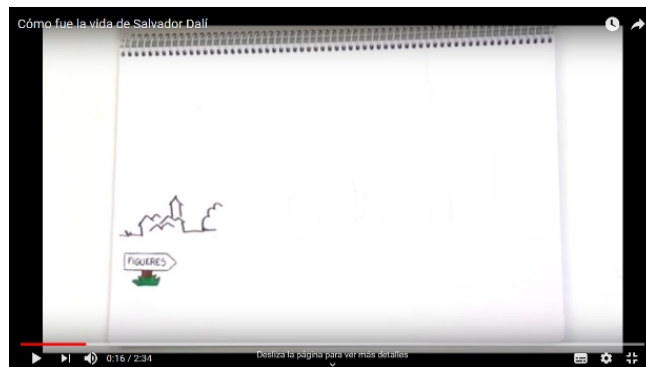 Cómo fue la vida de Salvador Dalí
FIGUERES
0:16 / 2:34
Desliza la página para ver más detalles